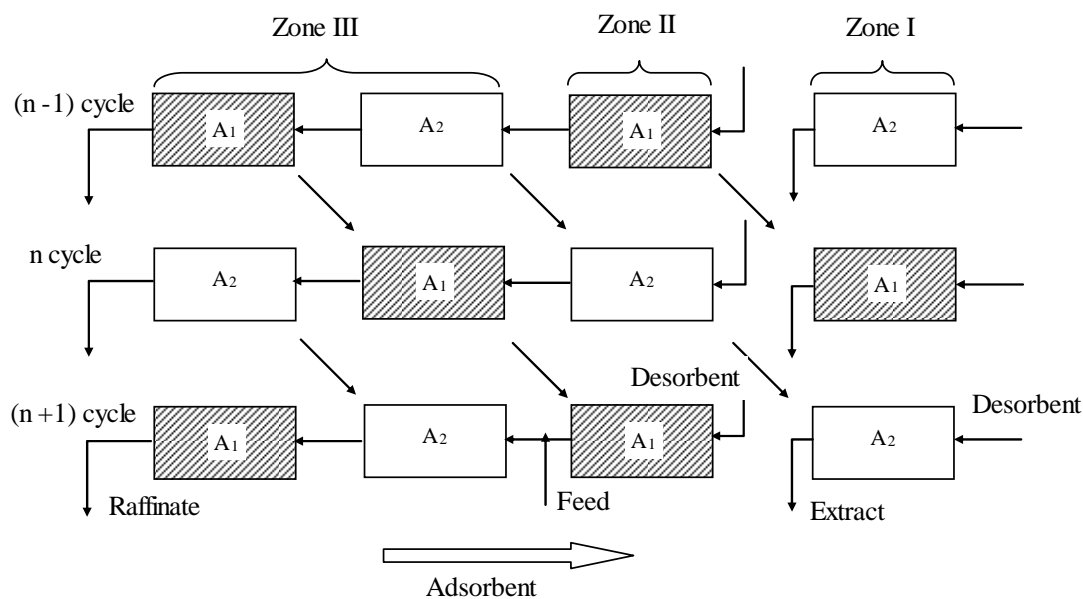 Zone III Zone II Zone I
(n -1) cycle
A1 A2 A1 A2
n cycle
A2 A1 A2 A1
Desorbent
(n +1) cycle Desorbent
A1 A2 A1 A2
Raffinate Feed Extract
Adsorbent